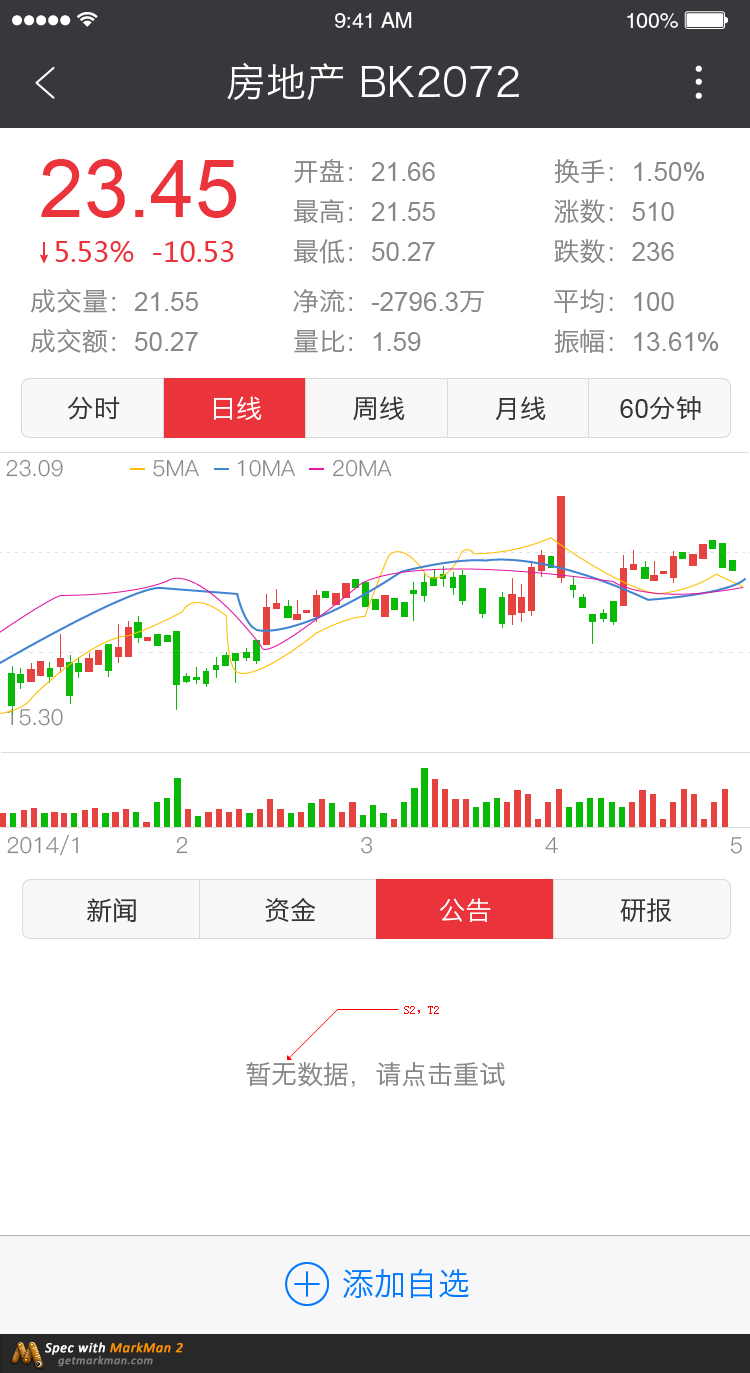 9:41 AM 100%
房地产 BK2072
23.45
↓5.53% -10.53
开盘：21.66 换手：1.50%
最高：21.55 涨数：510
最低：50.27 跌数：236
成交量：21.55 净流：-2796.3万 平均：100
成交额：50.27 量比：1.59 振幅：13.61%
分时 日线 周线 月线 60分钟
23.09 5MA 10MA 20MA
15.30
2014/1 2 3 4 5
新闻 资金 公告 研报
S2，T2
暂无数据，请点击重试
添加自选
Spec with MarkMan 2
getmarkman.com